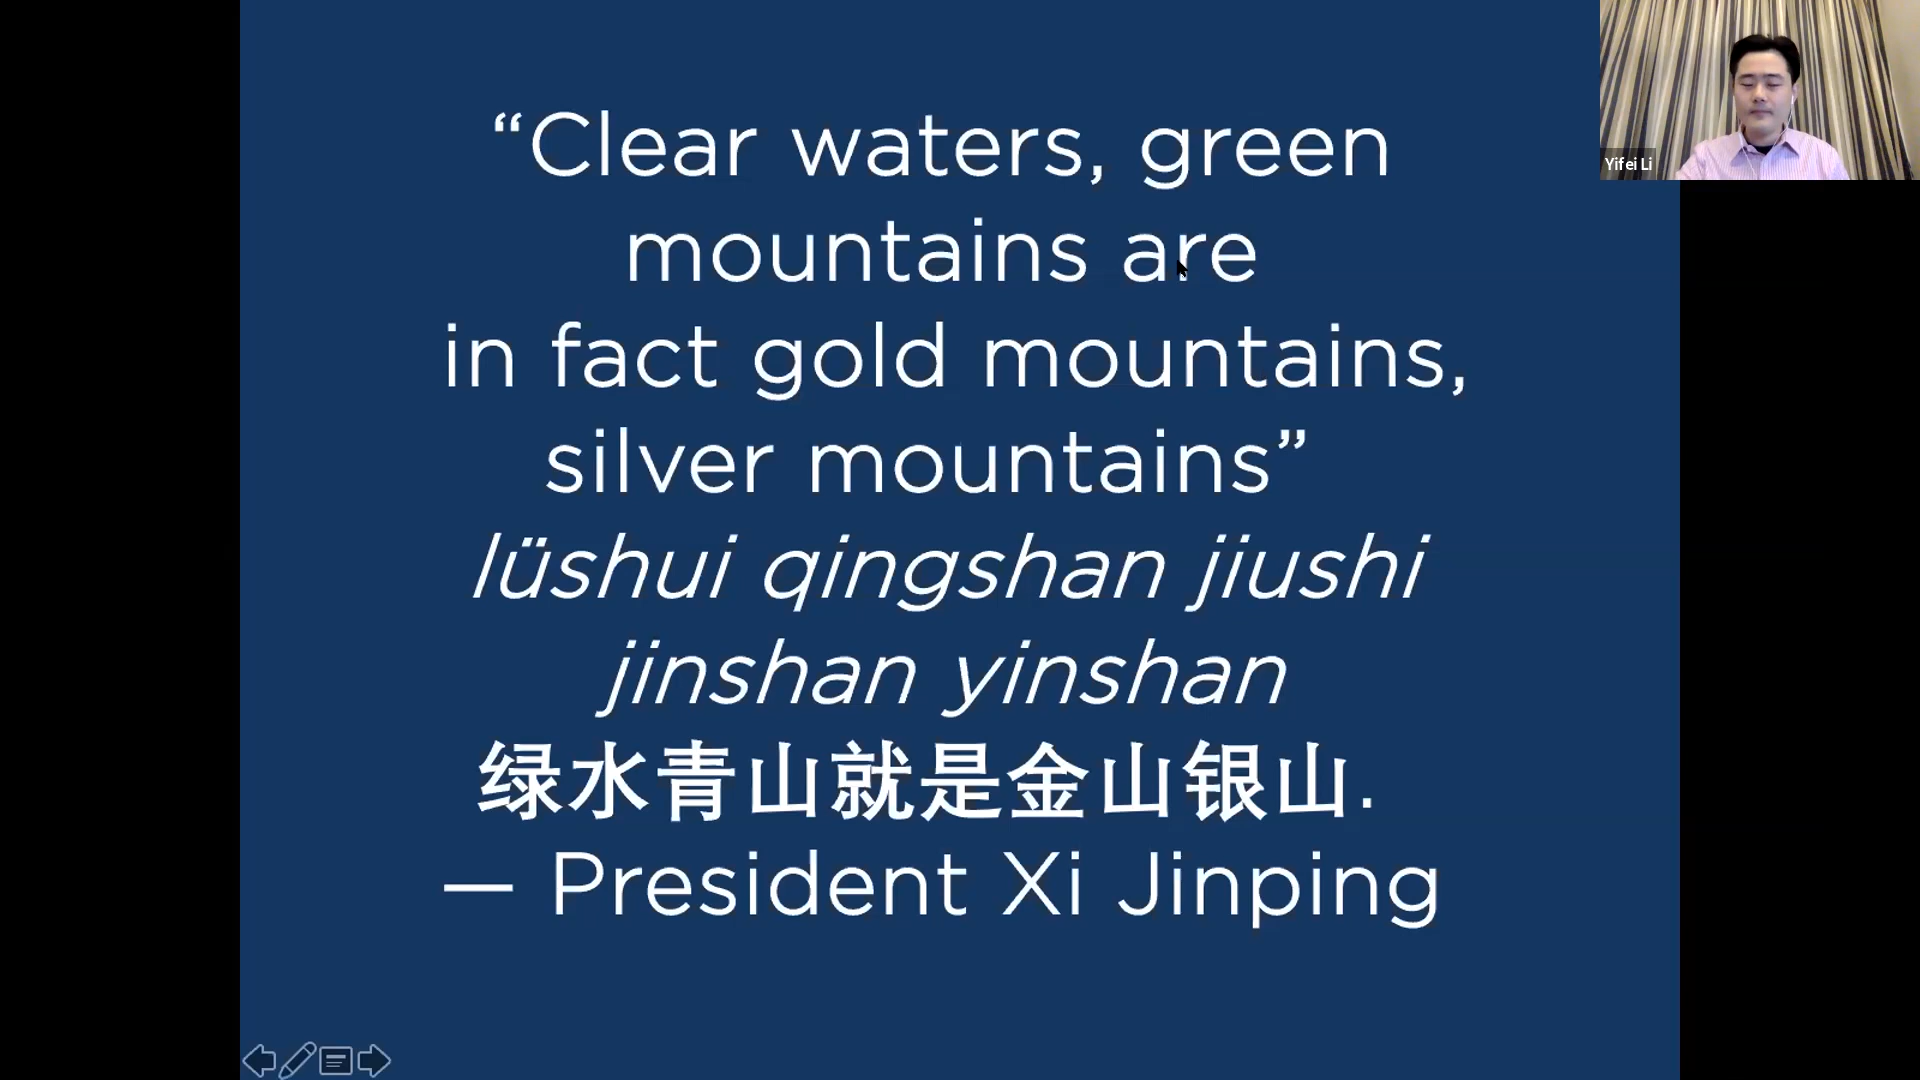 “Clear waters, green
mountains are
in fact gold mountains,
silver mountains”
lüshui qingshan jiushi
jinshan yinshan
绿水青山就是金山银山.
— President Xi Jinping
Yifei Li